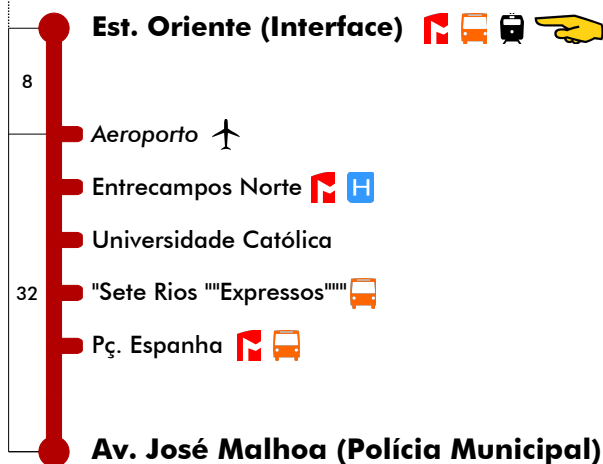 Est. Oriente (Interface)
8
Aeroporto
Entrecampos Norte H
Universidade Católica
32
"Sete Rios ""Expressos"""
Pç. Espanha
Av. José Malhoa (Polícia Municipal)